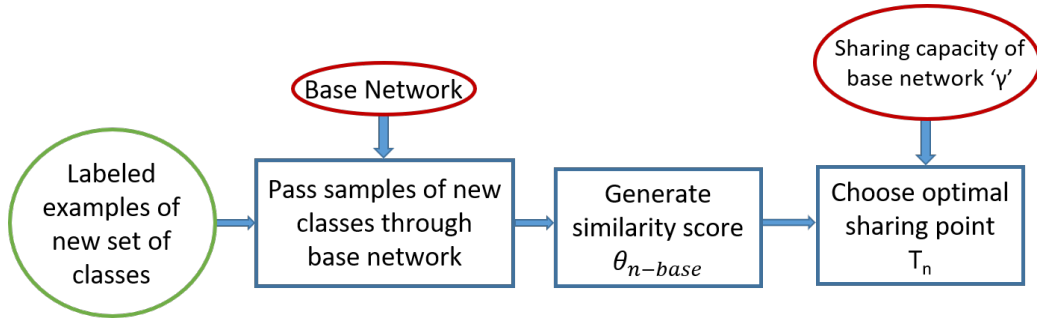 Labeled
examples of
new set of
classes
Base Network
Pass samples of new
classes through
base network
Generate
similarity score
θₙ₋base
Sharing capacity of
base network ‘γ’
Choose optimal
sharing point
Tₙ